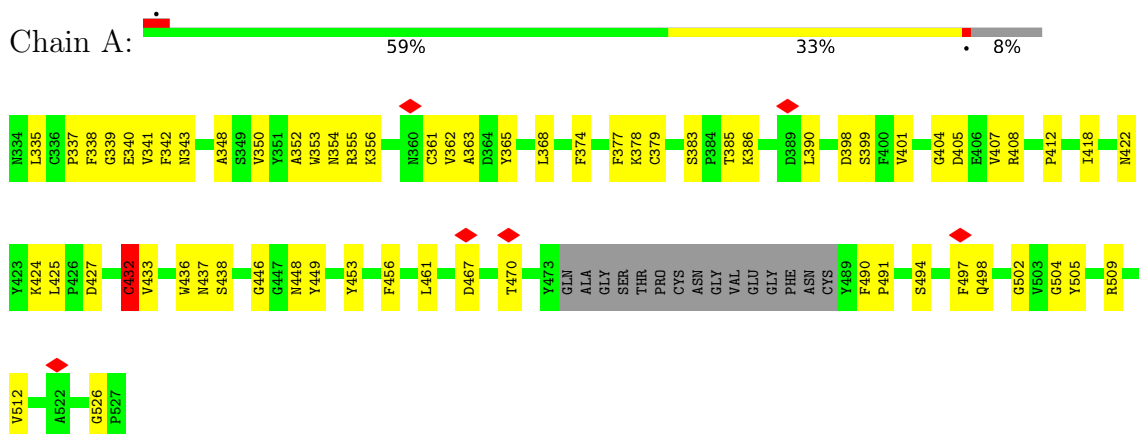 Chain A:
•
59% 33% • 8%
N334 L335 C336 P337 F338 G339 E340 V341 F342 N343 A348 S349 V350 Y351 A352 W353 N354 R355 K356 N360 C361 V362 A363 D364 Y365 L368 F374 F377 K378 C379 S383 P384 T385 K386 D389 L390 D398 S399 F400 V401 G404 D405 E406 V407 R408 P412 I418 N422
Y423 K424 L425 P426 D427 C432 V433 W436 N437 S438 G446 G447 N448 Y449 Y453 F456 L461 D467 T470 Y473 GLN ALA GLY SER THR PRO CYS ASN GLY VAL GLU GLY PHE ASN CYS Y489 F490 P491 S494 F497 Q498 G502 V503 G504 Y505 R509
V512 A522 G526 P527